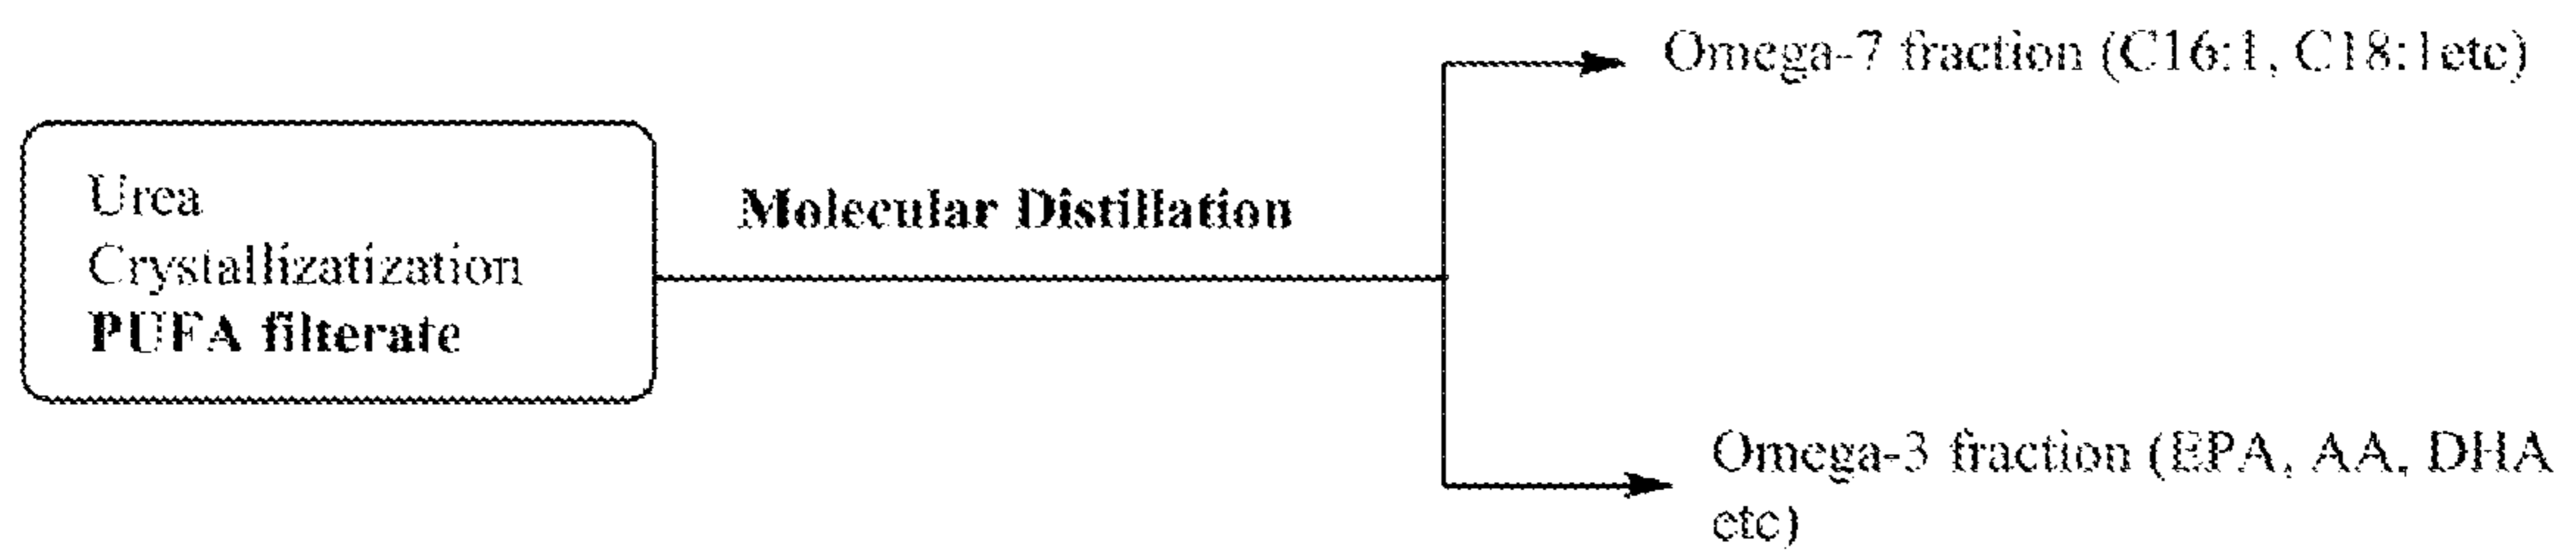 Omega-7 fraction (C16:1, C18:1etc)
Urea
Crystallizatization
PUFA filterate
Molecular Distillation
Omega-3 fraction (EPA, AA, DHA
etc)